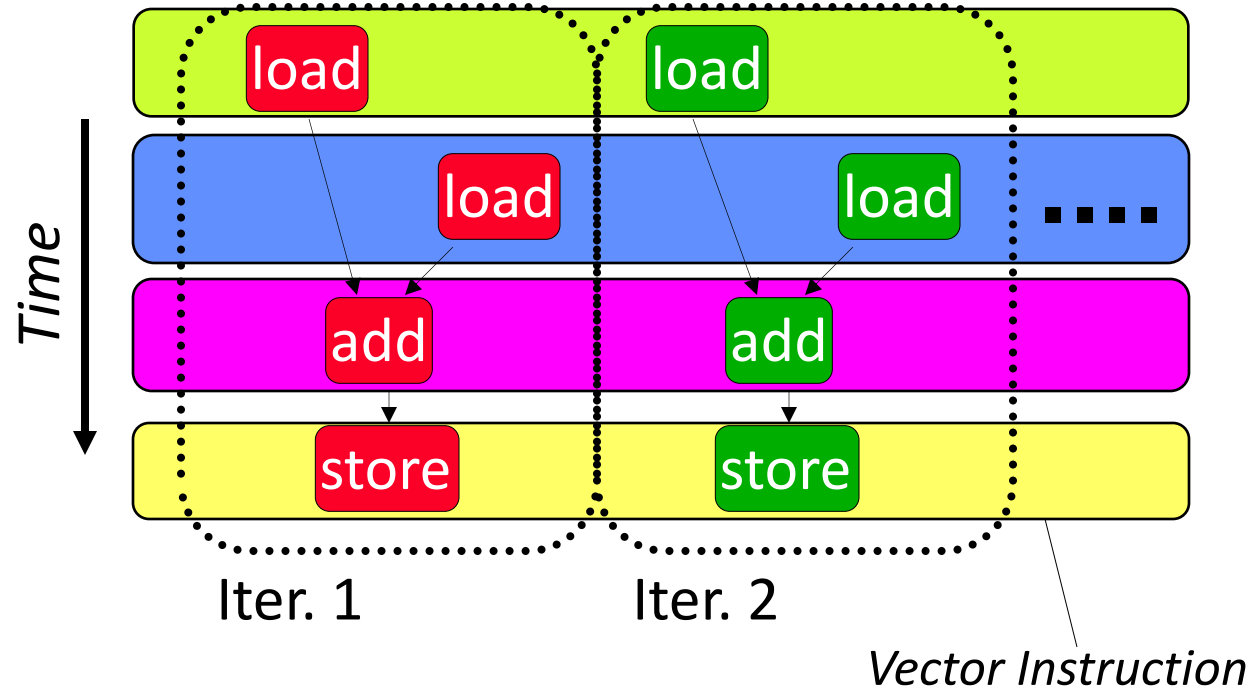 load load
load load
Time
add add
store store
Iter. 1 Iter. 2
Vector Instruction